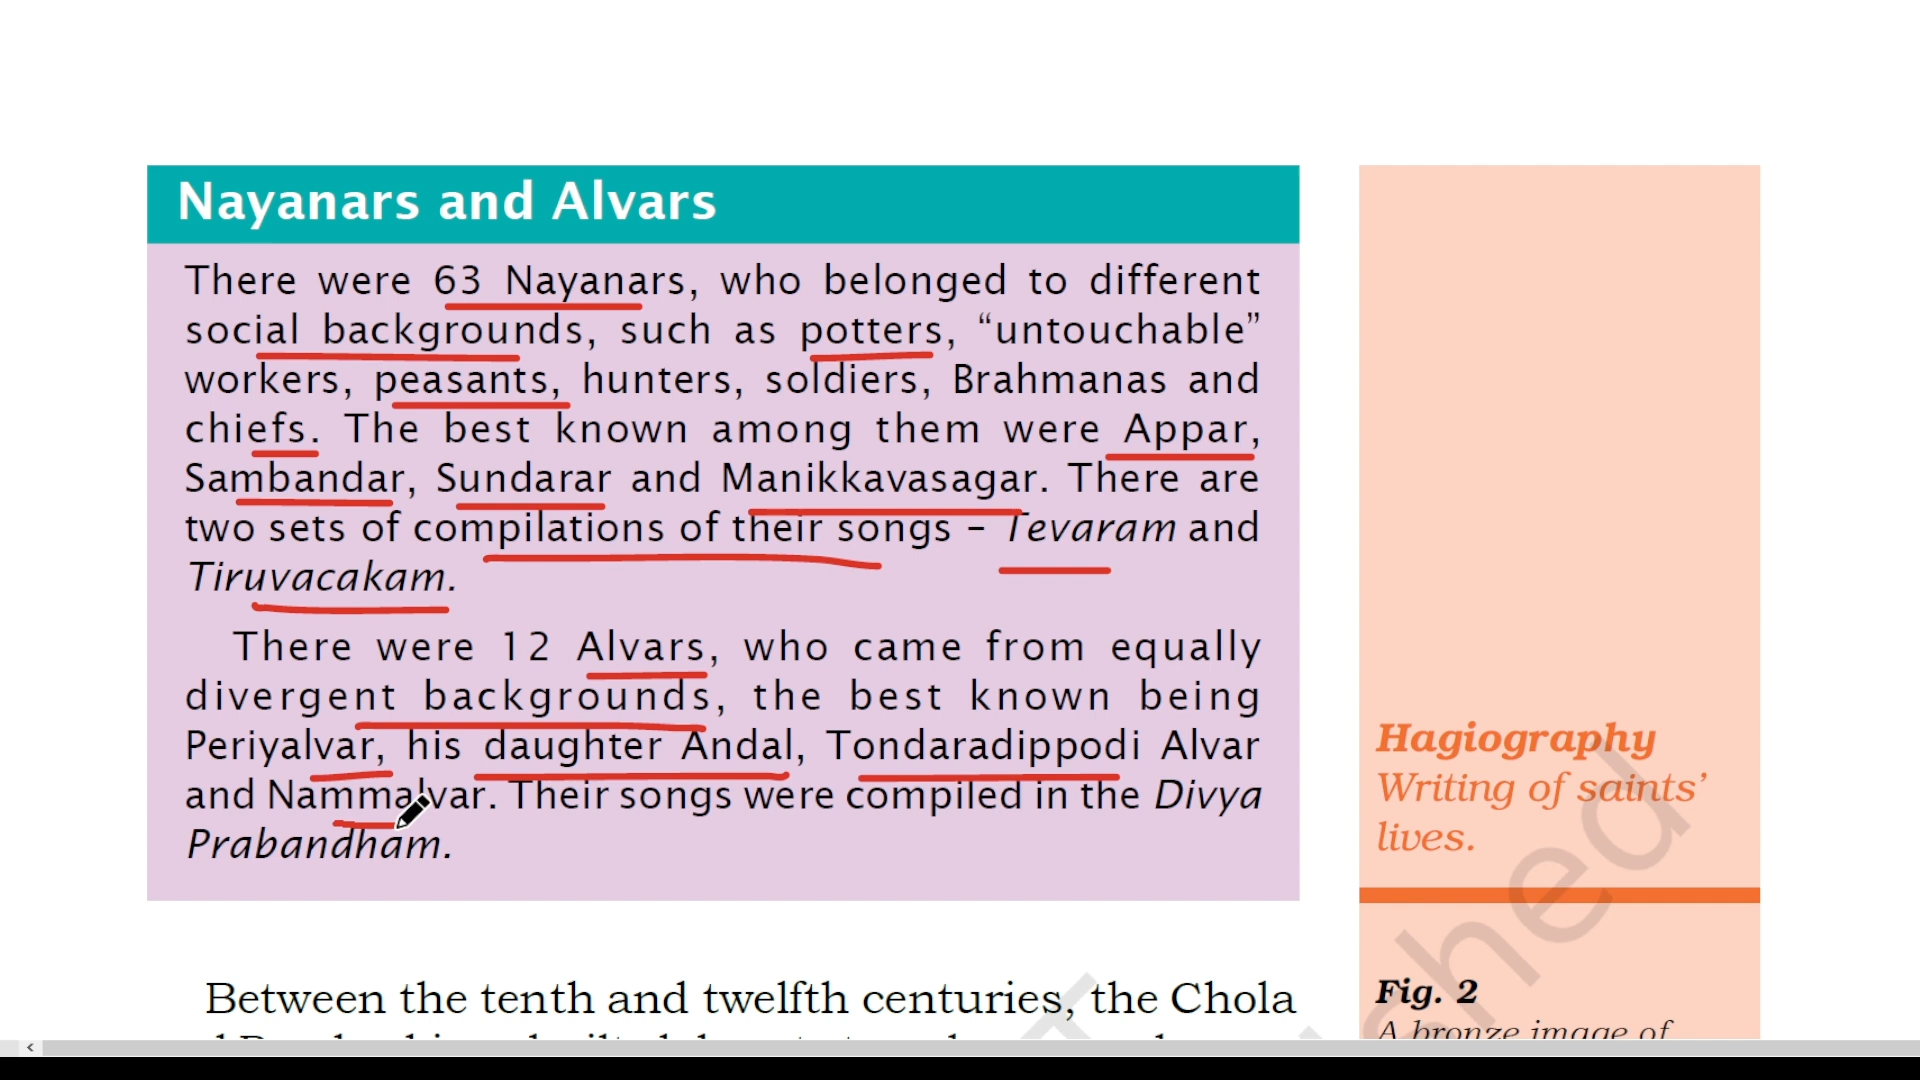 Nayanars and Alvars
There were 63 Nayanars, who belonged to different
social backgrounds, such as potters, “untouchable”
workers, peasants, hunters, soldiers, Brahmanas and
chiefs. The best known among them were Appar,
Sambandar, Sundarar and Manikkavasagar. There are
two sets of compilations of their songs – Tevaram and
Tiruvacakam.
There were 12 Alvars, who came from equally
divergent backgrounds, the best known being
Periyalvar, his daughter Andal, Tondaradippodi Alvar
and Nammalvar. Their songs were compiled in the Divya
Prabandham.
Between the tenth and twelfth centuries, the Chola
Hagiography
Writing of saints’
lives.
Fig. 2
A bronze image of